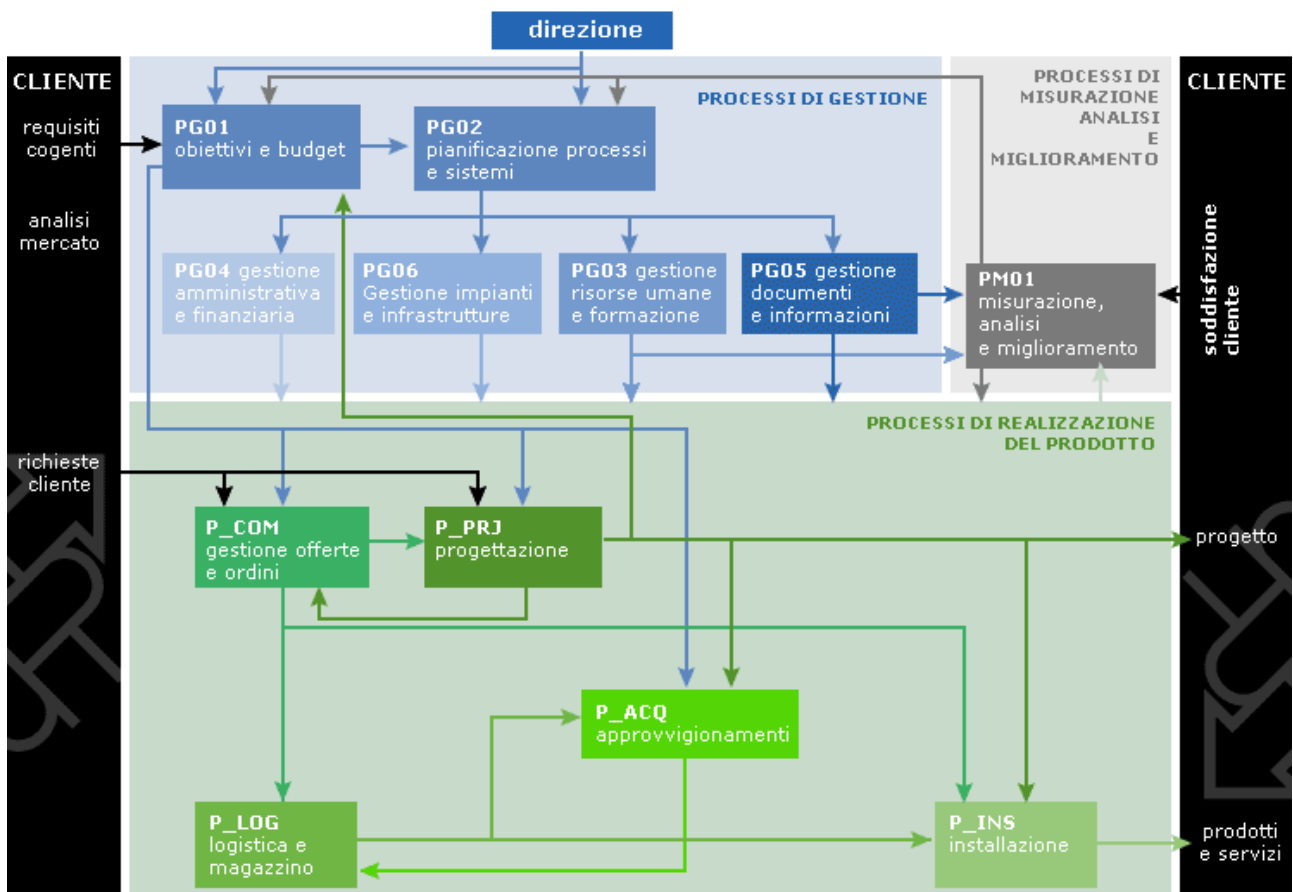 direzione
CLIENTE
requisiti
cogenti
analisi
mercato
richieste
cliente
PROCESSI DI GESTIONE
PG01
obiettivi e budget
PG02
pianificazione processi
e sistemi
PG04 gestione
amministrativa
e finanziaria
PG06
Gestione impianti
e infrastrutture
PG03 gestione
risorse umane
e formazione
PG05 gestione
documenti
e informazioni
PROCESSI DI
MISURAZIONE
ANALISI
E
MIGLIORAMENTO
PM01
misurazione,
analisi
e miglioramento
CLIENTE
soddisfazione
cliente
PROCESSI DI REALIZZAZIONE
DEL PRODOTTO
P_COM
gestione offerte
e ordini
P_PRJ
progettazione
progetto
P_ACQ
approvvigionamenti
P_LOG
logistica e
magazzino
P_INS
installazione
prodotti
e servizi